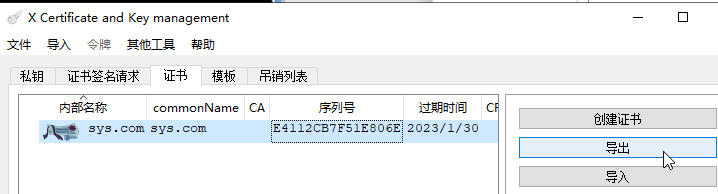 X Certificate and Key management
文件 导入 令牌 其他工具 帮助
私钥 证书签名请求 证书 模板 吊销列表
内部名称 commonName CA 序列号 过期时间 CF
sys.com sys.com E4112CB7F51E806E 2023/1/30
创建证书
导出
导入